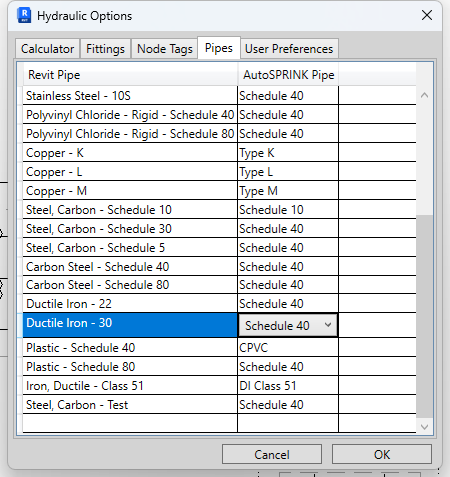 Hydraulic Options
Calculator Fittings Node Tags Pipes User Preferences
Revit Pipe AutoSPRINK Pipe
Stainless Steel - 10S Schedule 40
Polyvinyl Chloride - Rigid - Schedule 40 Schedule 40
Polyvinyl Chloride - Rigid - Schedule 80 Schedule 40
Copper - K Type K
Copper - L Type L
Copper - M Type M
Steel, Carbon - Schedule 10 Schedule 10
Steel, Carbon - Schedule 30 Schedule 40
Steel, Carbon - Schedule 5 Schedule 40
Carbon Steel - Schedule 40 Schedule 40
Carbon Steel - Schedule 80 Schedule 40
Ductile Iron - 22 Schedule 40
Ductile Iron - 30 Schedule 40
Plastic - Schedule 40 CPVC
Plastic - Schedule 80 Schedule 40
Iron, Ductile - Class 51 DI Class 51
Steel, Carbon - Test Schedule 40
Cancel OK